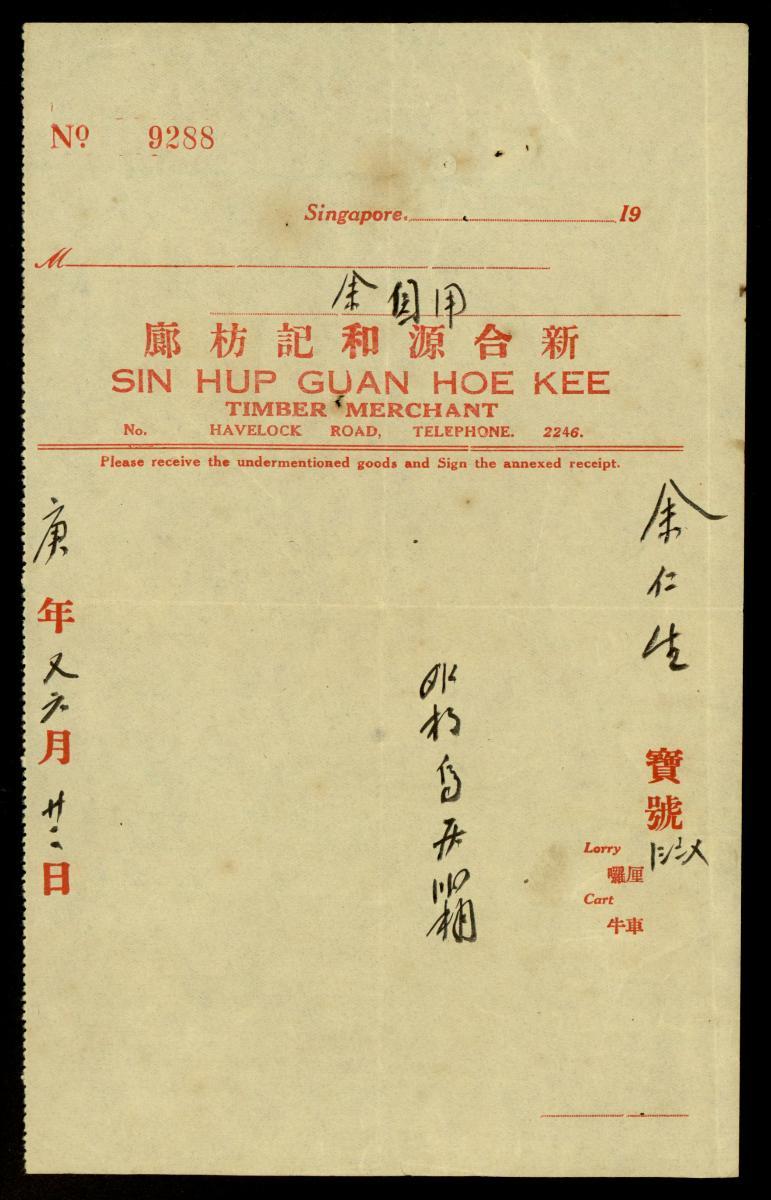 Nº 9288
Singapore. 19
M
余自用
廊枋記和源合新
SIN HUP GUAN HOE KEE
TIMBER MERCHANT
No. HAVELOCK ROAD, TELEPHONE. 2246.
Please receive the undermentioned goods and Sign the annexed receipt.
余仁生 寶號
Lorry
囉厘
Cart
牛車
庚年又六月廿二日